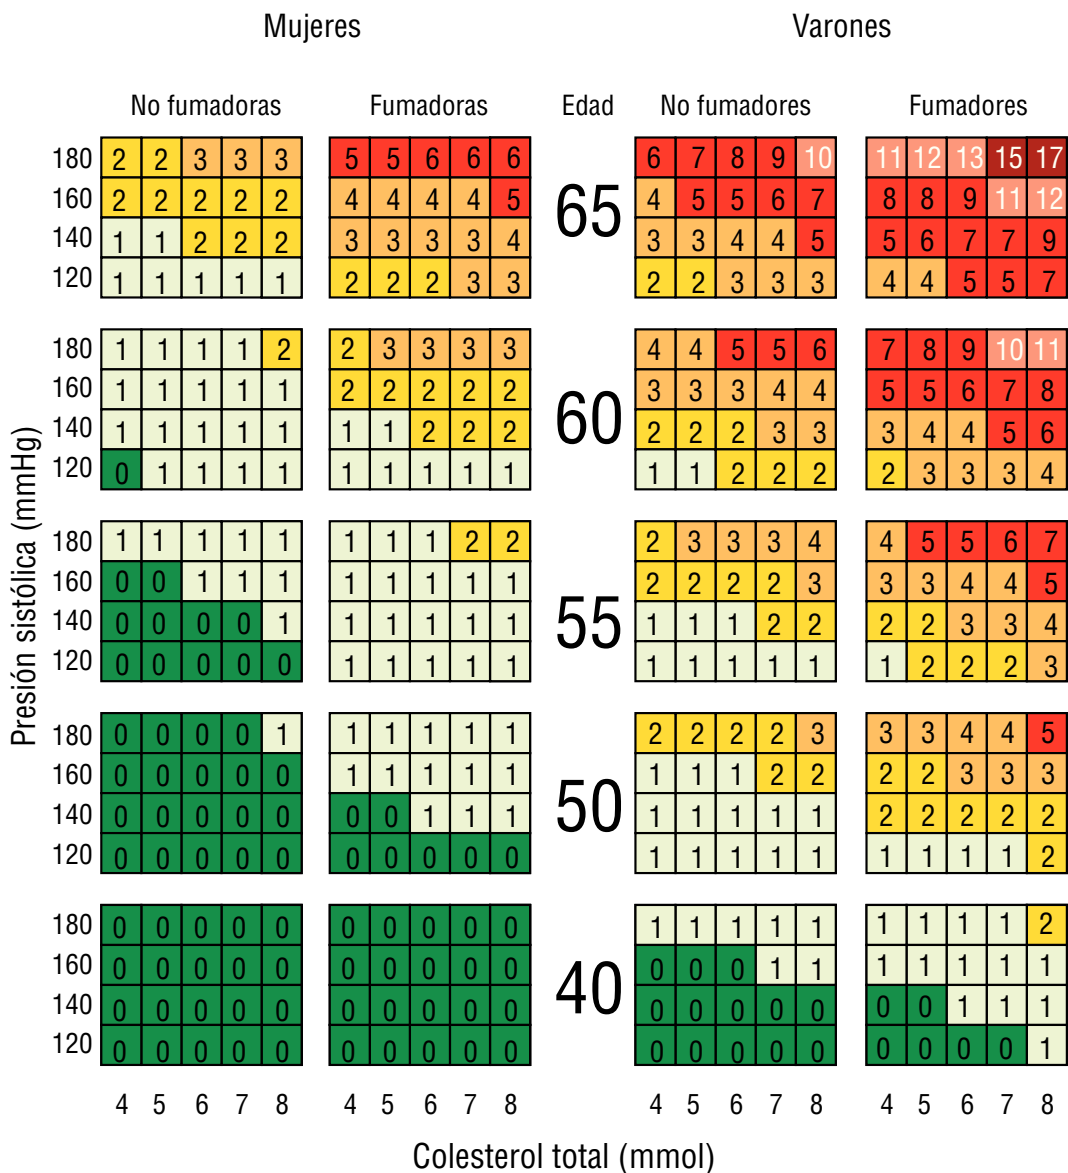 Mujeres Varones
No fumadoras Fumadoras Edad No fumadores Fumadores
180 2 2 3 3 3 5 5 6 6 6 6 7 8 9 10 11 12 13 15 17
160 2 2 2 2 2 4 4 4 4 5 4 5 5 6 7 8 8 9 11 12
65
140 1 1 2 2 2 3 3 3 3 4 3 3 4 4 5 5 6 7 7 9
120 1 1 1 1 1 2 2 2 3 3 2 2 3 3 3 4 4 5 5 7
180 1 1 1 1 2 2 3 3 3 3 4 4 5 5 6 7 8 9 10 11
160 1 1 1 1 1 2 2 2 2 2 3 3 3 4 4 5 5 6 7 8
60
140 1 1 1 1 1 1 1 2 2 2 2 2 2 3 3 3 4 4 5 6
120 0 1 1 1 1 1 1 1 1 1 1 1 2 2 2 2 3 3 3 4
Presión sistólica (mmHg)
180 1 1 1 1 1 1 1 1 2 2 2 3 3 3 4 4 5 5 6 7
160 0 0 1 1 1 1 1 1 1 1 2 2 2 2 3 3 3 4 4 5
55
140 0 0 0 0 1 1 1 1 1 1 1 1 1 2 2 2 2 3 3 4
120 0 0 0 0 0 1 1 1 1 1 1 1 1 1 1 1 2 2 2 3
180 0 0 0 0 1 1 1 1 1 1 2 2 2 2 3 3 3 4 4 5
160 0 0 0 0 0 1 1 1 1 1 1 1 1 2 2 2 2 3 3 3
50
140 0 0 0 0 0 0 0 1 1 1 1 1 1 1 1 2 2 2 2 2
120 0 0 0 0 0 0 0 0 0 0 1 1 1 1 1 1 1 1 1 2
180 0 0 0 0 0 0 0 0 0 0 1 1 1 1 1 1 1 1 1 2
160 0 0 0 0 0 0 0 0 0 0 0 0 0 1 1 1 1 1 1 1
40
140 0 0 0 0 0 0 0 0 0 0 0 0 0 0 0 0 0 1 1 1
120 0 0 0 0 0 0 0 0 0 0 0 0 0 0 0 0 0 0 0 1
4 5 6 7 8 4 5 6 7 8 4 5 6 7 8 4 5 6 7 8
Colesterol total (mmol)